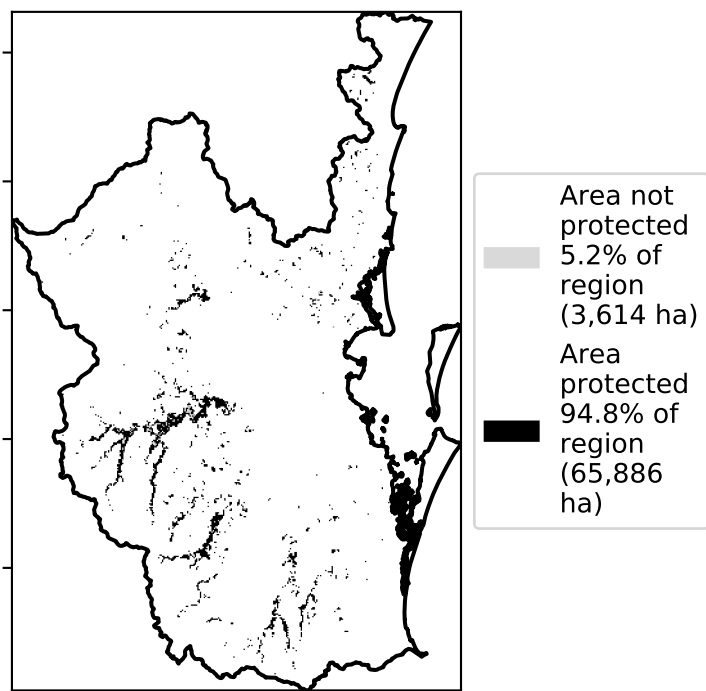 Area not
protected
5.2% of
region
(3,614 ha)
Area
protected
94.8% of
region
(65,886
ha)